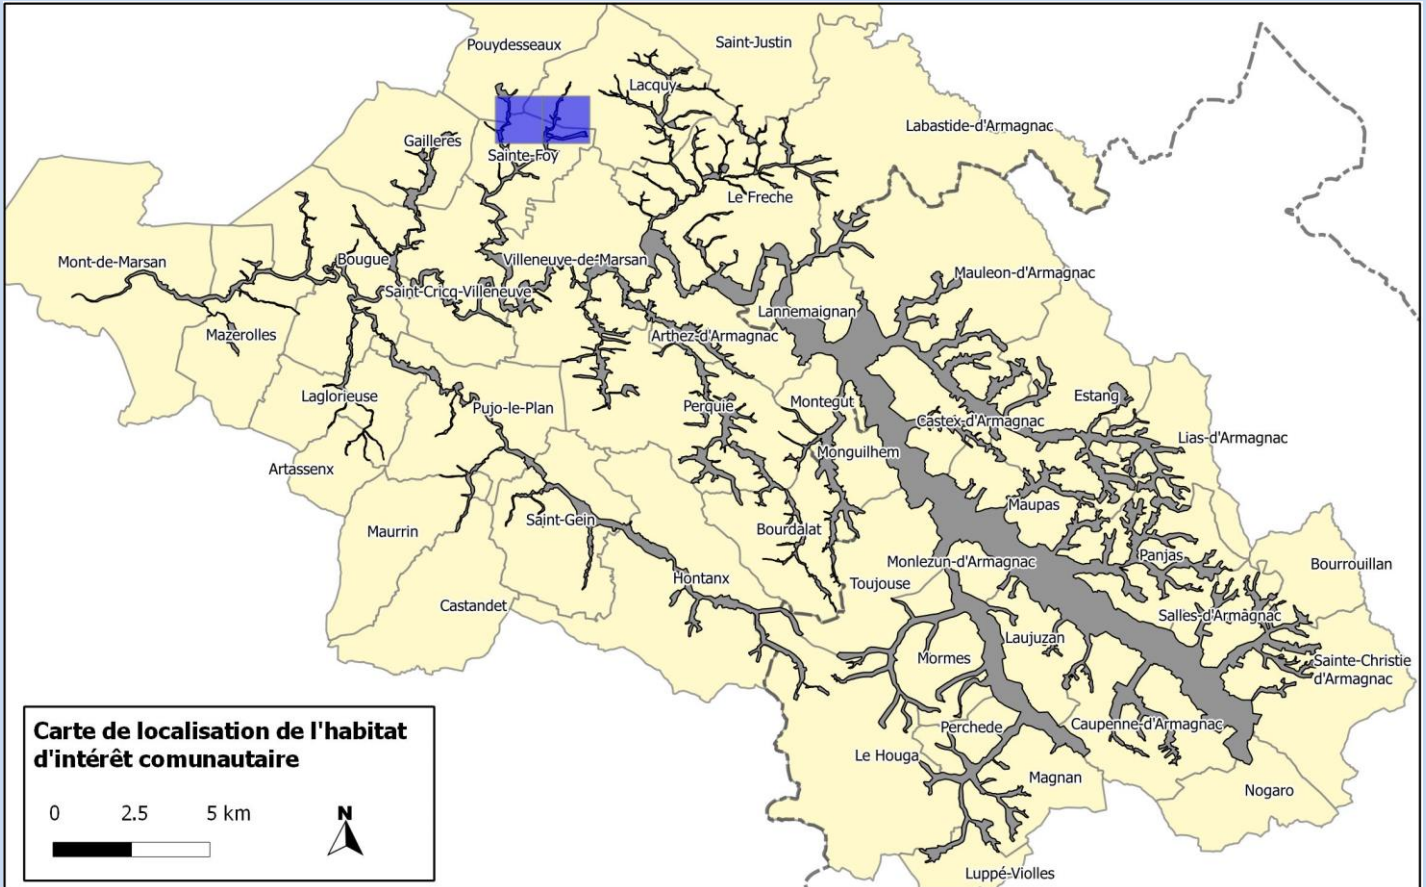 Pouydesseaux
Saint-Justin
Lacquy
Labastide-d'Armagnac
Gailleres
Sainte-Foy
Le Freche
Mont-de-Marsan
Bougue
Villeneuve-de-Marsan
Mauleon-d'Armagnac
Saint-Cricq-Villeneuve
Lannemaignan
Mazerolles
Arthez-d'Armagnac
Laglorieuse
Pujo-le-Plan
Perquie
Montegut
Estang
Castex-d'Armagnac
Lias-d'Armagnac
Monguilhem
Artassenx
Maupas
Maurrin
Saint-Gein
Bourdalat
Monlezun-d'Armagnac
Panjas
Bourrouillan
Hontanx
Toujouse
Castandet
Salles-d'Armagnac
Laujuzan
Mormes
Sainte-Christie
d'Armagnac
Perchede
Caupenne-d'Armagnac
Le Houga
Magnan
Nogaro
Luppé-Violles
Carte de localisation de l'habitat
d'intérêt comunautaire
0 2.5 5 km
N